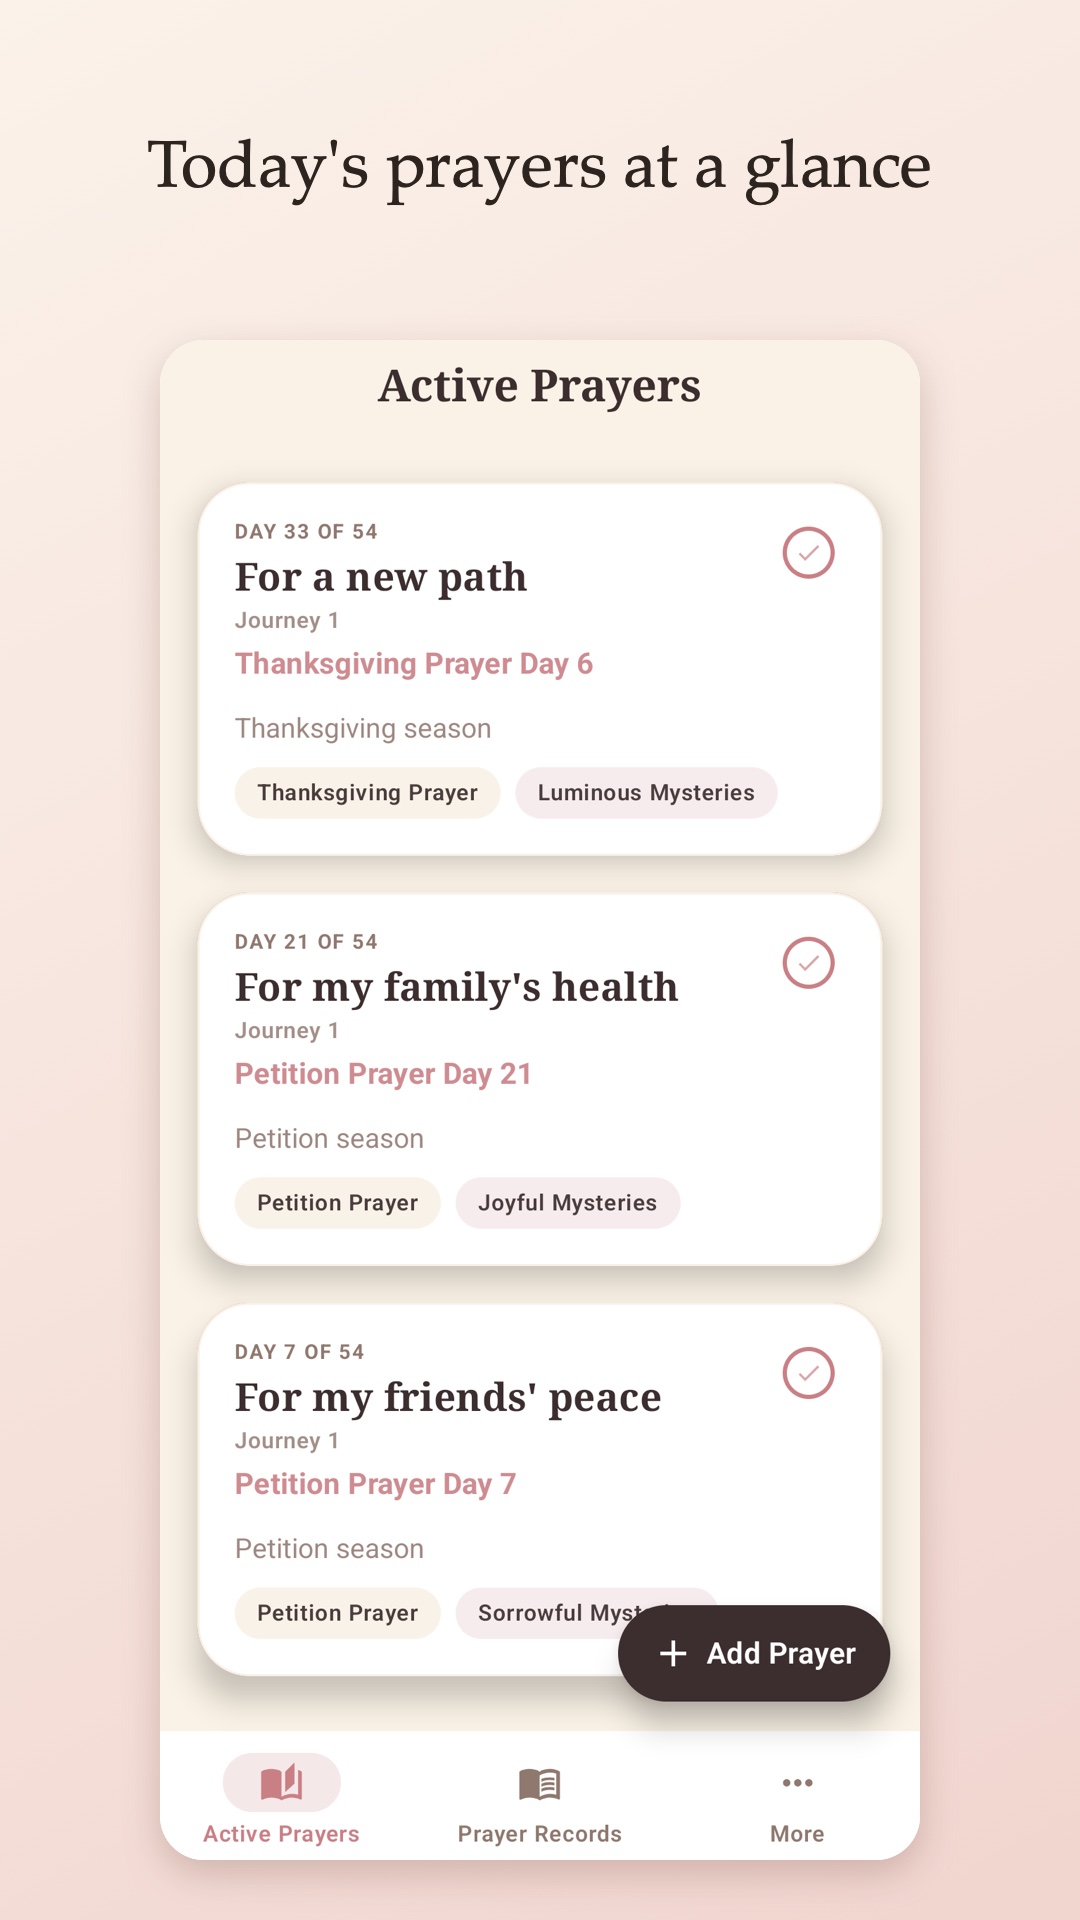 Today's prayers at a glance
Active Prayers
DAY 33 OF 54
For a new path
Journey 1
Thanksgiving Prayer Day 6
Thanksgiving season
Thanksgiving Prayer
Luminous Mysteries
DAY 21 OF 54
For my family's health
Journey 1
Petition Prayer Day 21
Petition season
Petition Prayer
Joyful Mysteries
DAY 7 OF 54
For my friends' peace
Journey 1
Petition Prayer Day 7
Petition season
Petition Prayer
Sorrowful
Add Prayer
Active Prayers
Prayer Records
More